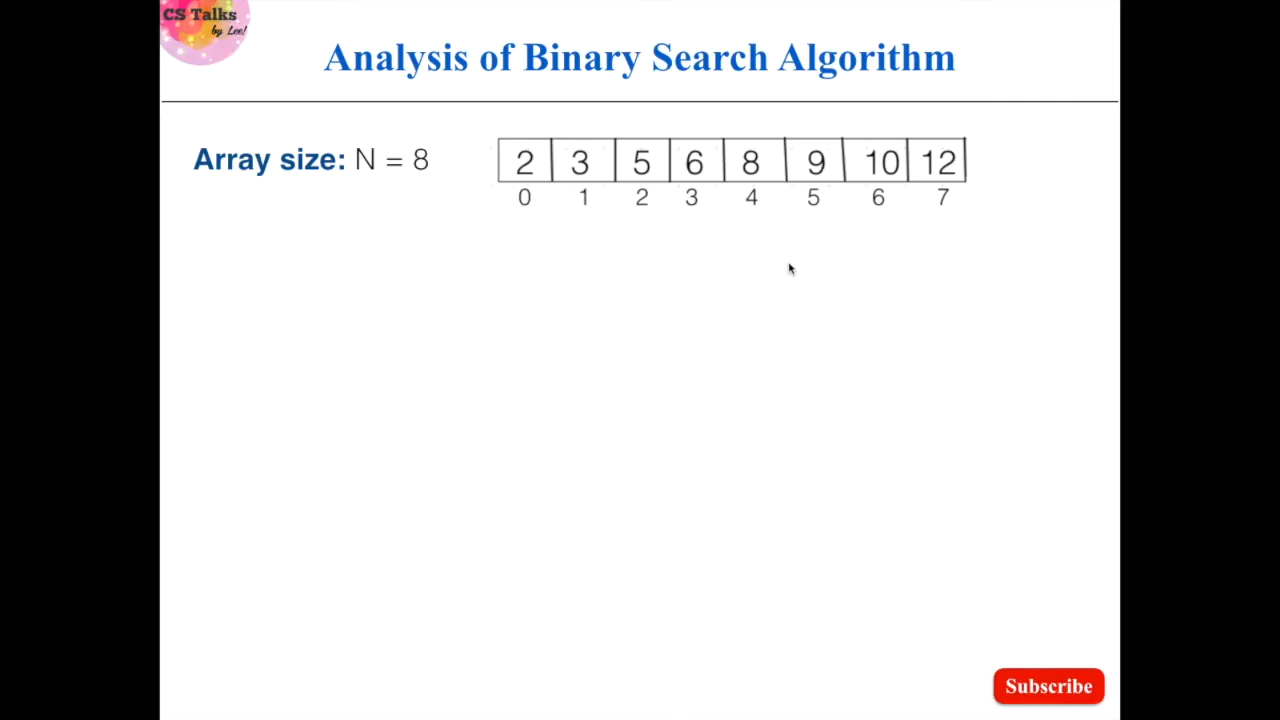 CS Talks
by Lee!
Analysis of Binary Search Algorithm
Array size: N = 8
2 3 5 6 8 9 10 12
0 1 2 3 4 5 6 7
Subscribe